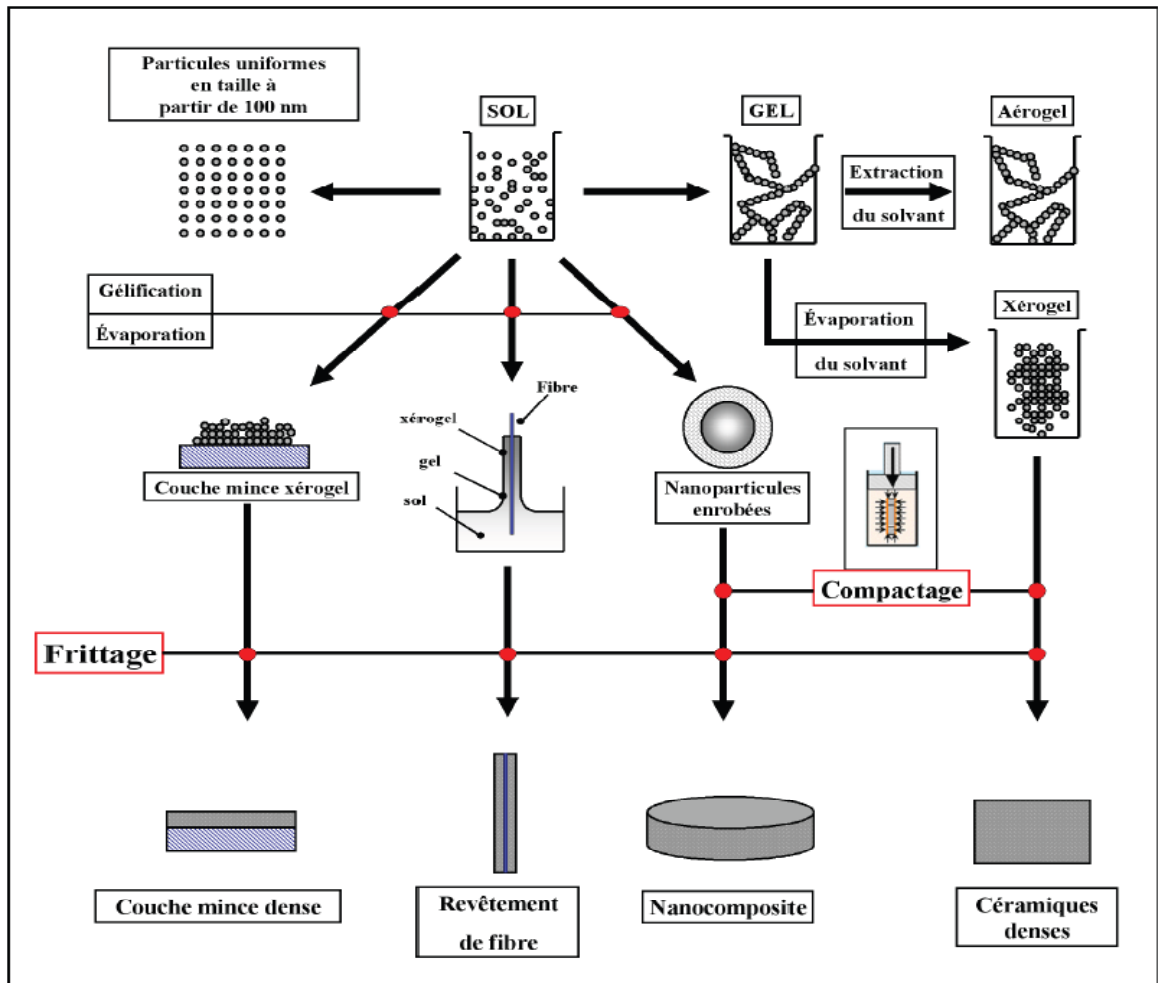 Particules uniformes
en taille à
partir de 100 nm
SOL
GEL
Aérogel
Extraction
du solvant
Gélification
Évaporation
Évaporation
du solvant
Xérogel
Fibre
xérogel
gel
sol
Couche mince xérogel
Nanoparticules
enrobées
Compactage
Frittage
Couche mince dense
Revêtement
de fibre
Nanocomposite
Céramiques
denses